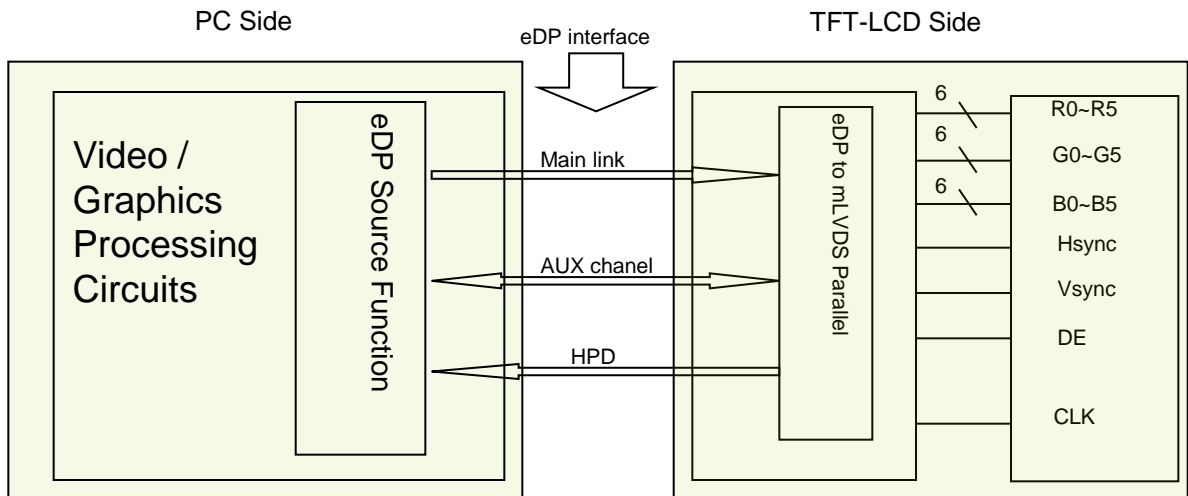 PC Side
eDP interface
TFT-LCD Side
Video /
Graphics
Processing
Circuits
eDP Source Function
Main link
AUX chanel
HPD
eDP to mLVDS Parallel
6
R0~R5
6
G0~G5
6
B0~B5
Hsync
Vsync
DE
CLK